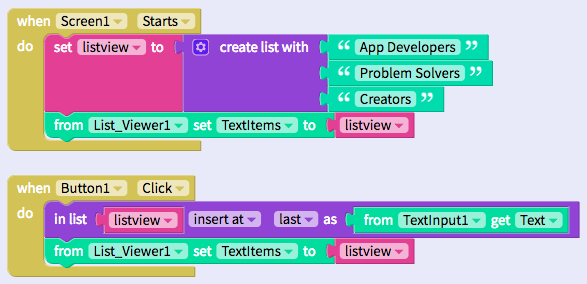 when Screen1 Starts
do set listview to create list with “ App Developers ”
“ Problem Solvers ”
“ Creators ”
from List_Viewer1 set TextItems to listview
when Button1 Click
do in list listview insert at last as from TextInput1 get Text
from List_Viewer1 set TextItems to listview